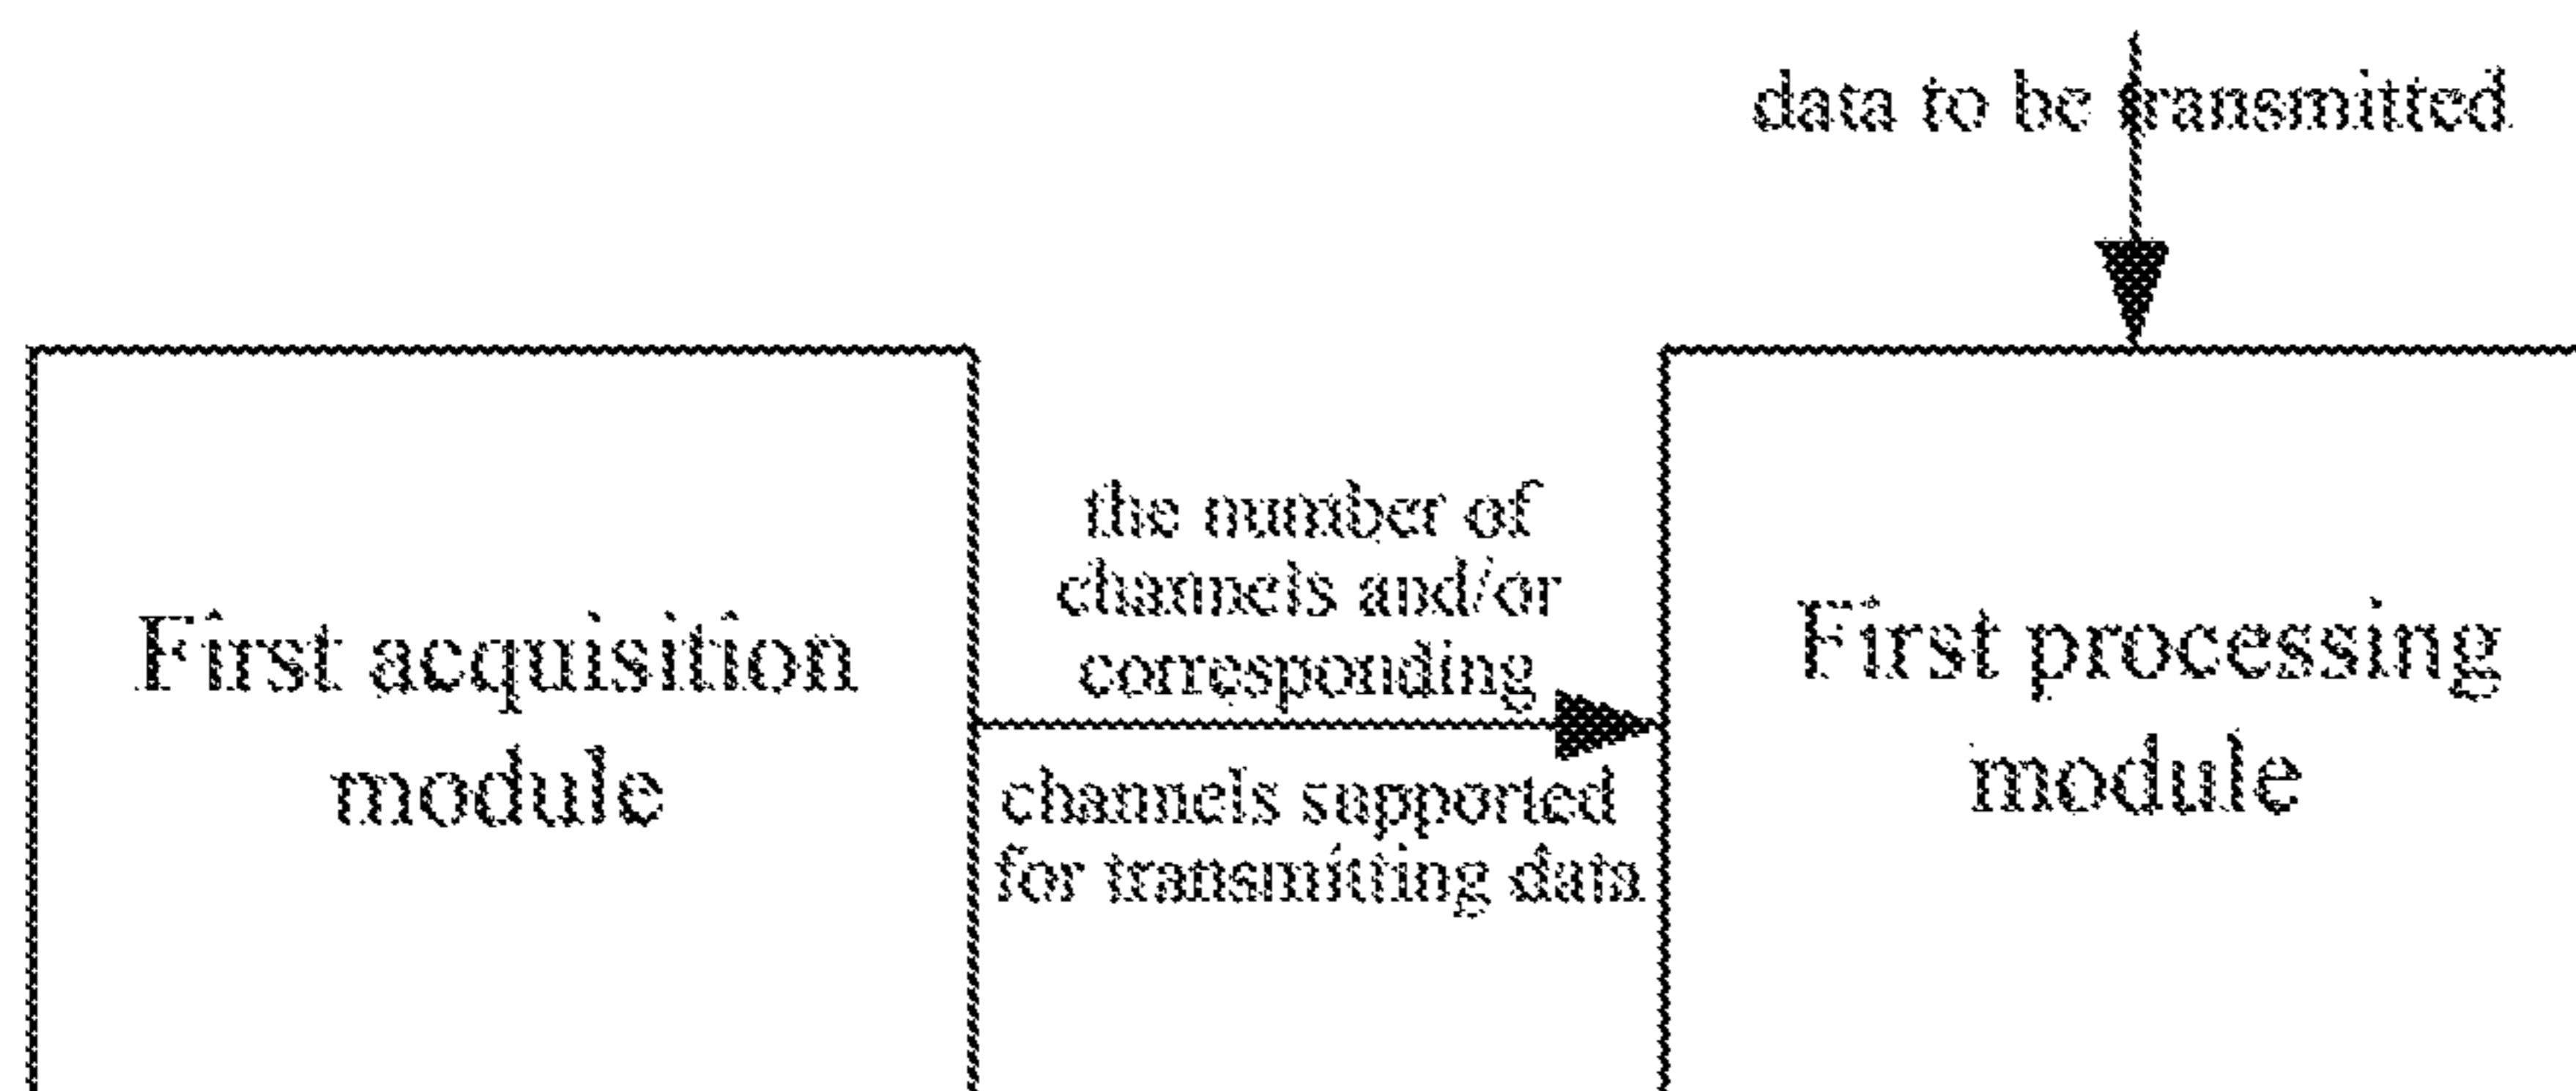 data to be transmitted
First acquisition
module
the number of
channels and/or
corresponding
channels supported
for transmitting data
First processing
module